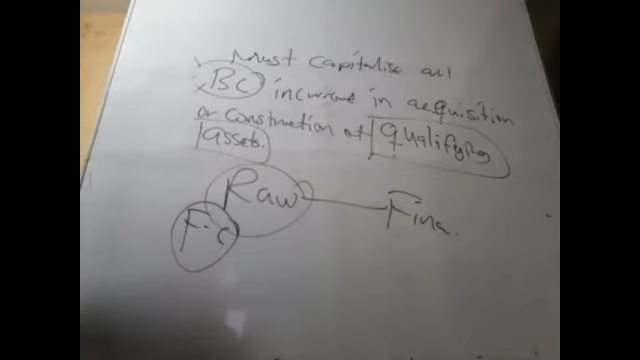 Must capitalise all
BC incurred in acquisition
or construction of qualifying
assets.
Raw Fina.
F.C